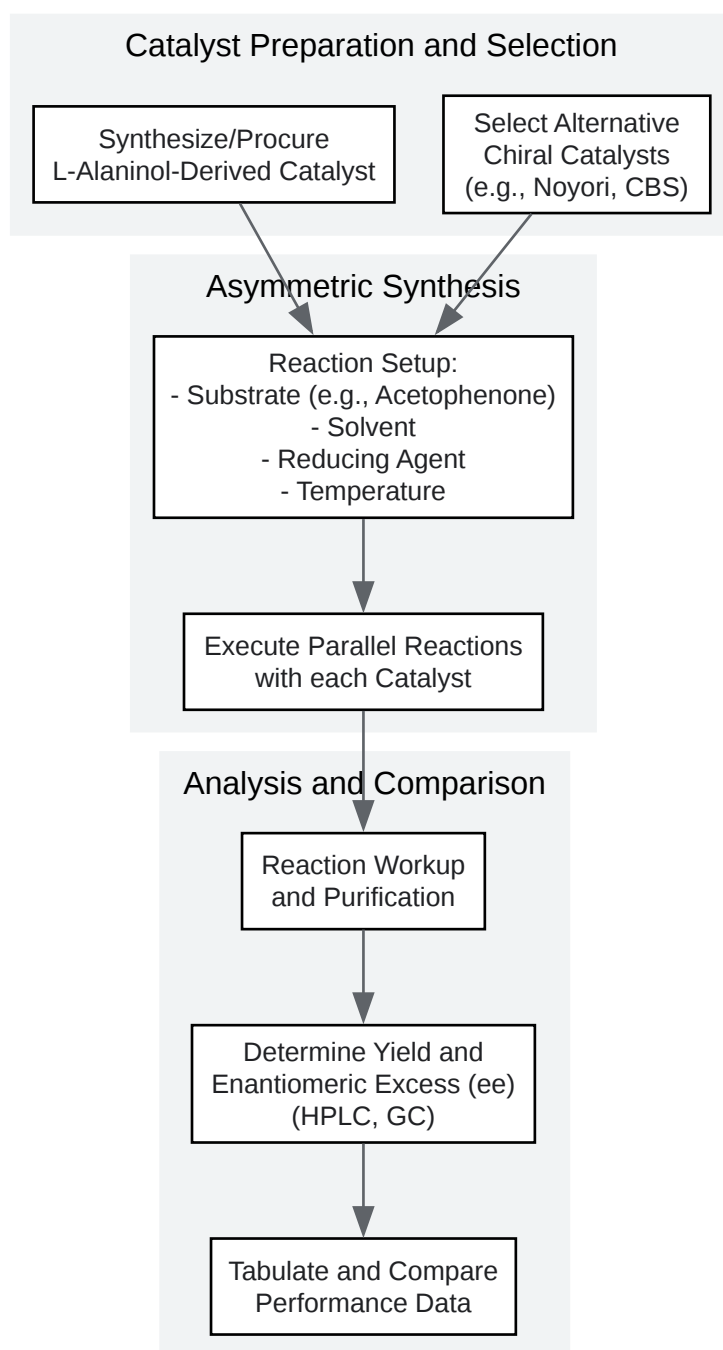 Catalyst Preparation and Selection
Synthesize/Procure
L-Alaninol-Derived Catalyst
Select Alternative
Chiral Catalysts
(e.g., Noyori, CBS)
Asymmetric Synthesis
Reaction Setup:
- Substrate (e.g., Acetophenone)
- Solvent
- Reducing Agent
- Temperature
Execute Parallel Reactions
with each Catalyst
Analysis and Comparison
Reaction Workup
and Purification
Determine Yield and
Enantiomeric Excess (ee)
(HPLC, GC)
Tabulate and Compare
Performance Data